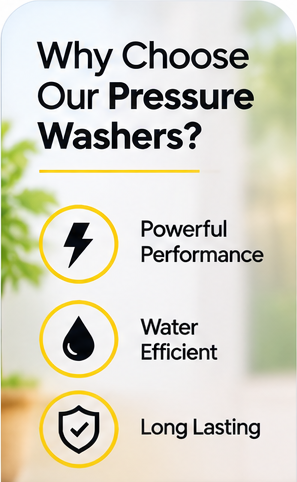 Why Choose
Our Pressure
Washers?
Powerful
Performance
Water
Efficient
Long Lasting